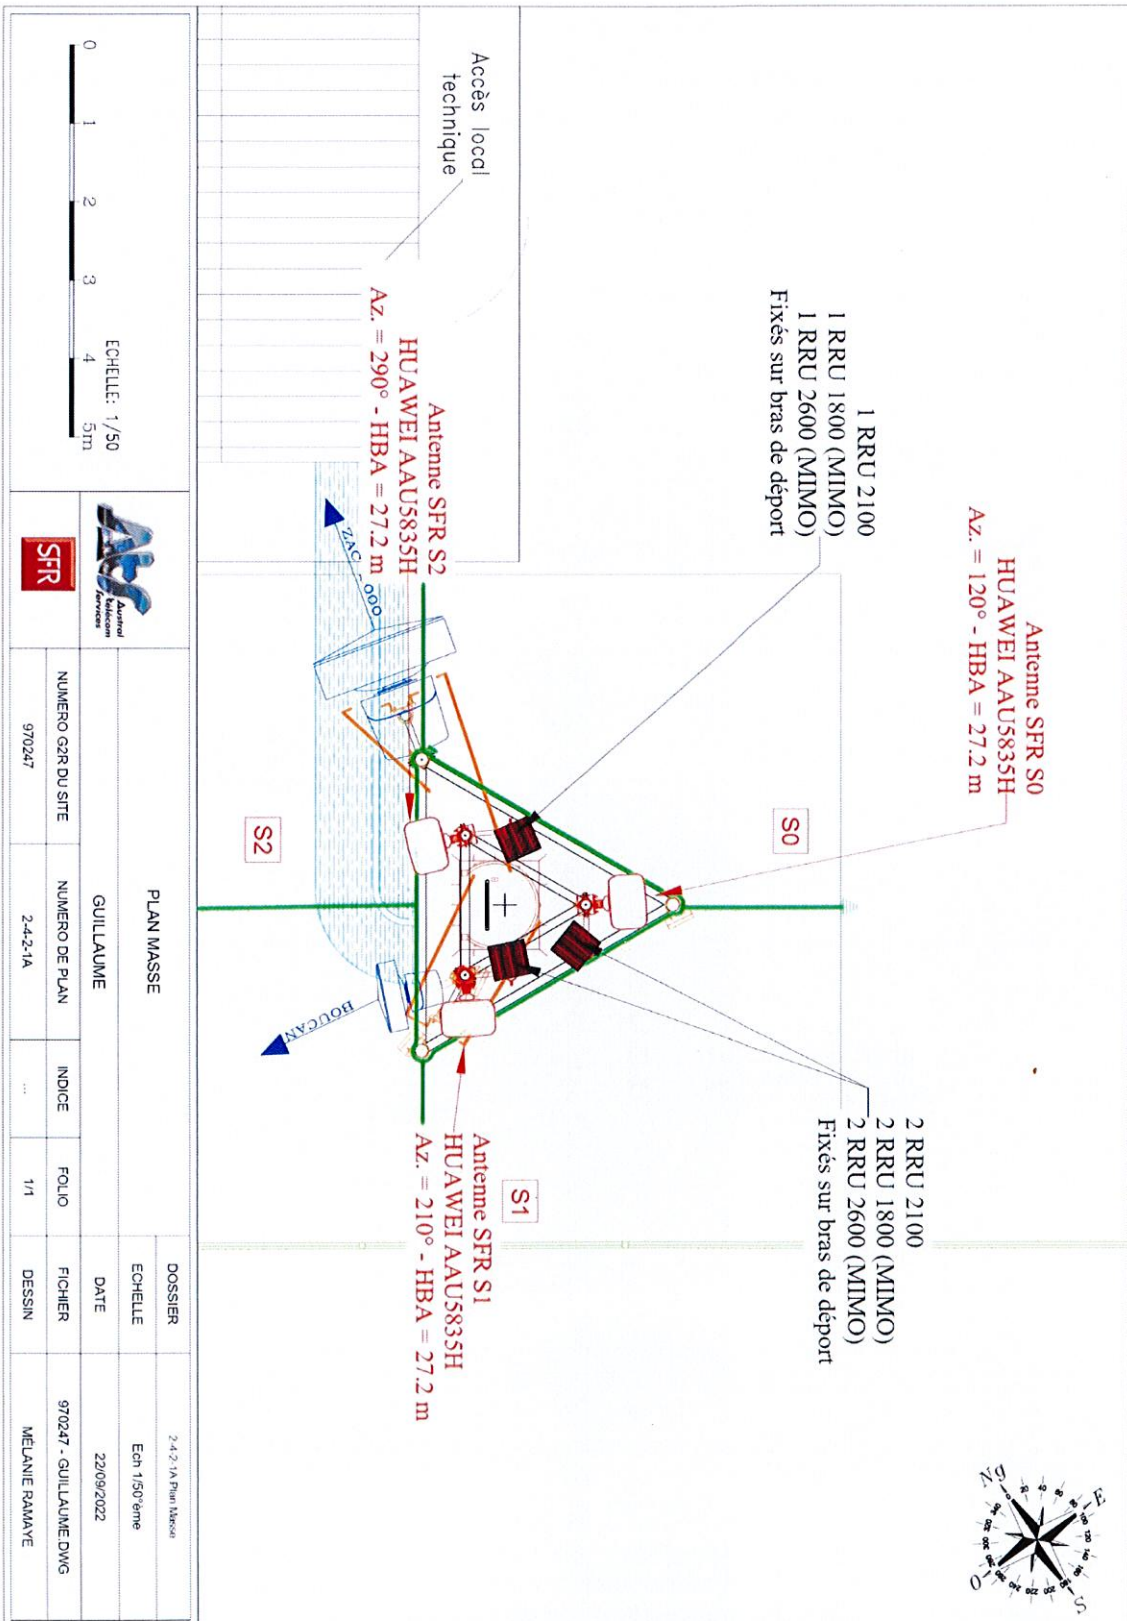 Antenne SFR S0
HUAWEI AAU5835H
Az. = 120° - HBA = 27.2 m
1 RRU 2100
1 RRU 1800 (MIMO)
1 RRU 2600 (MIMO)
Fixés sur bras de départ
2 RRU 2100
2 RRU 1800 (MIMO)
2 RRU 2600 (MIMO)
Fixés sur bras de départ
S0
Accès local
technique
Antenne SFR S2
HUAWEI AAU5835H
Az. = 290° - HBA = 27.2 m
S1
Antenne SFR S1
HUAWEI AAU5835H
Az. = 210° - HBA = 27.2 m
S2
BOUCAN
Ng
E
S
O
ECHELLE: 1/50
0 1 2 3 4 5m
Austral
télécom
services
SFR
PLAN MASSE
GUILLAUME
NUMERO G2R DU SITE
970247
NUMERO DE PLAN
2-4-2-1A
INDICE
...
FOLIO
1/1
DOSSIER
2-4-2-1A Plan Masse
ECHELLE
Ech 1/50°ème
DATE
22/09/2022
FICHIER
970247 - GUILLAUME.DWG
DESSIN
MÉLANIE RAMAYE